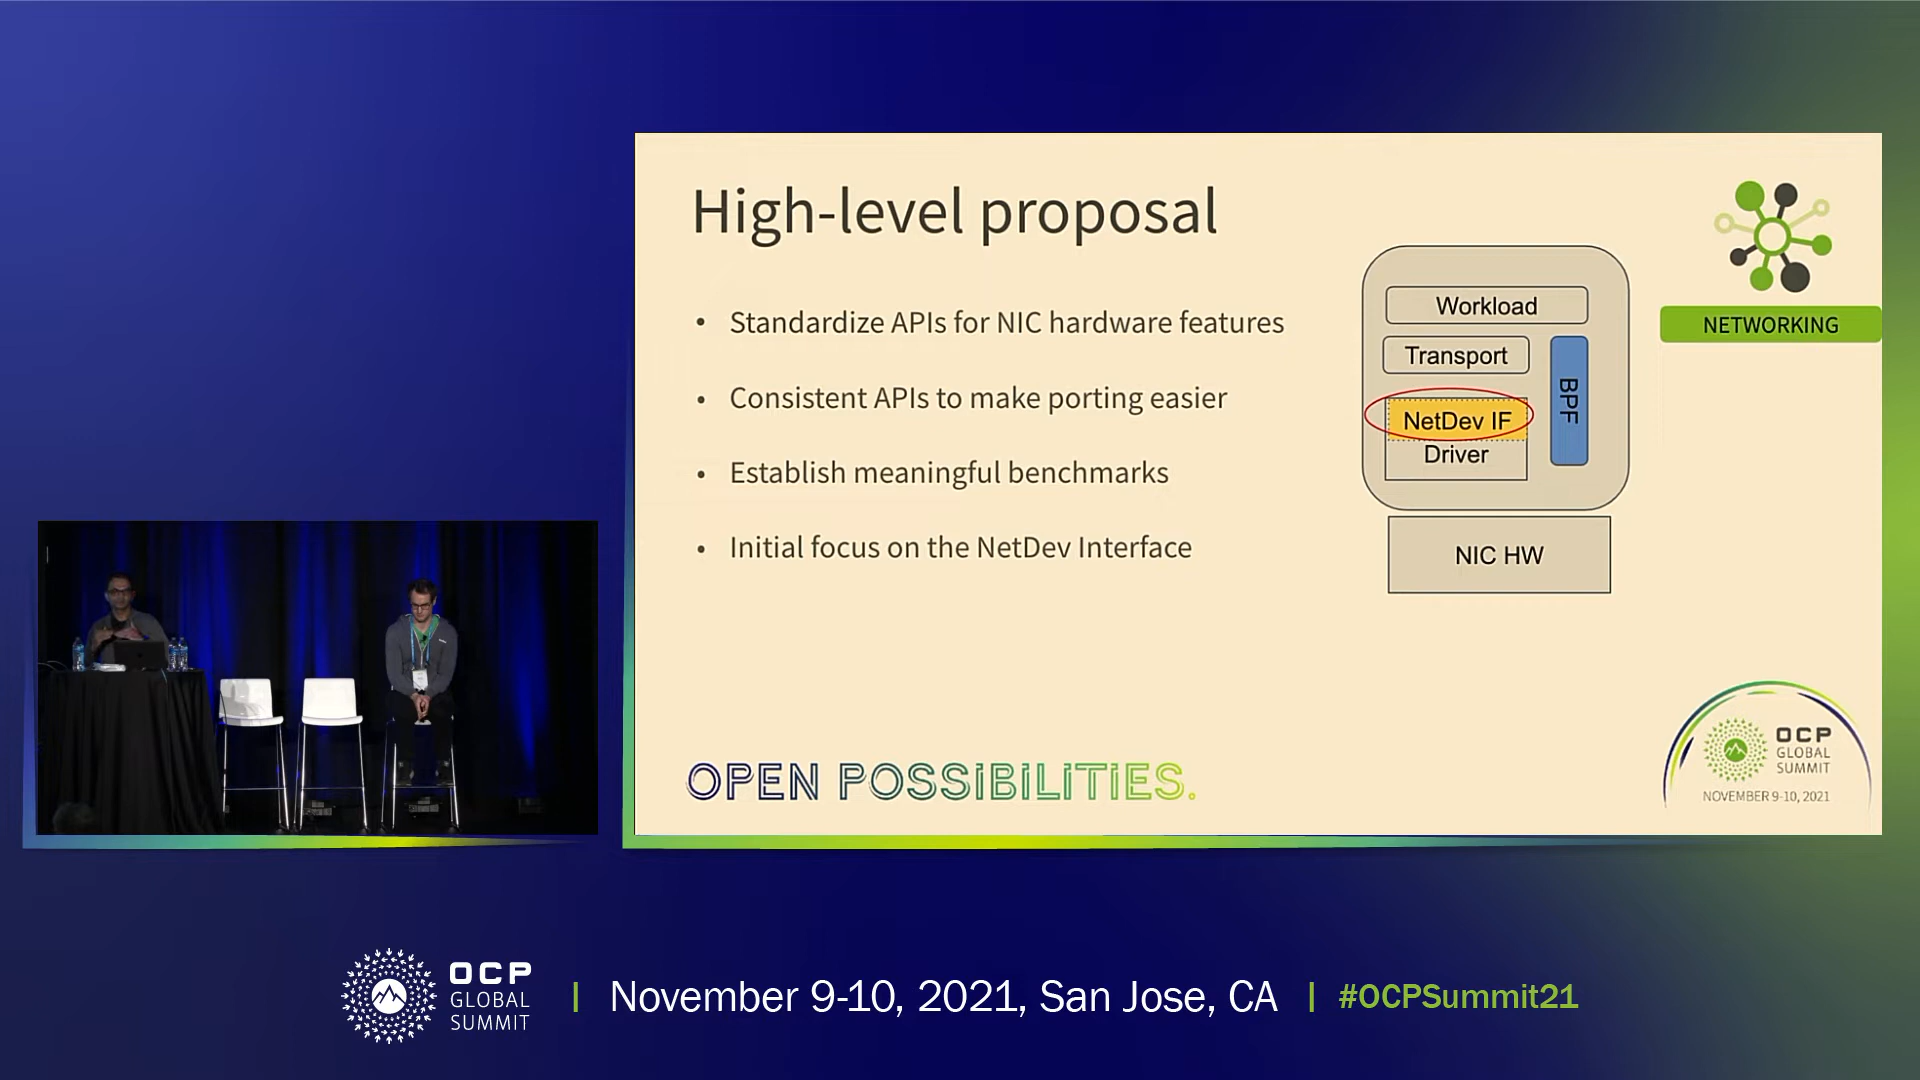 High-level proposal
• Standardize APIs for NIC hardware features
• Consistent APIs to make porting easier
• Establish meaningful benchmarks
• Initial focus on the NetDev Interface
Workload
Transport
BPF
NetDev IF
Driver
NIC HW
NETWORKING
OPEN POSSIBILITIES.
OCP
GLOBAL
SUMMIT
NOVEMBER 9-10, 2021
OCP
GLOBAL
SUMMIT
| November 9-10, 2021, San Jose, CA | #OCPSummit21